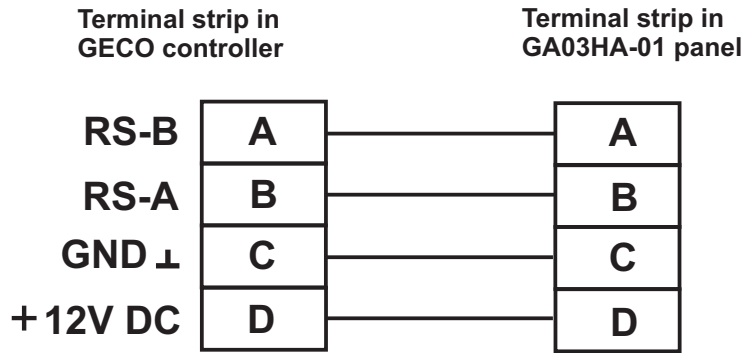 Terminal strip in
GECO controller
Terminal strip in
GA03HA-01 panel
RS-B A A
RS-A B B
GND ⊥ C C
+12V DC D D